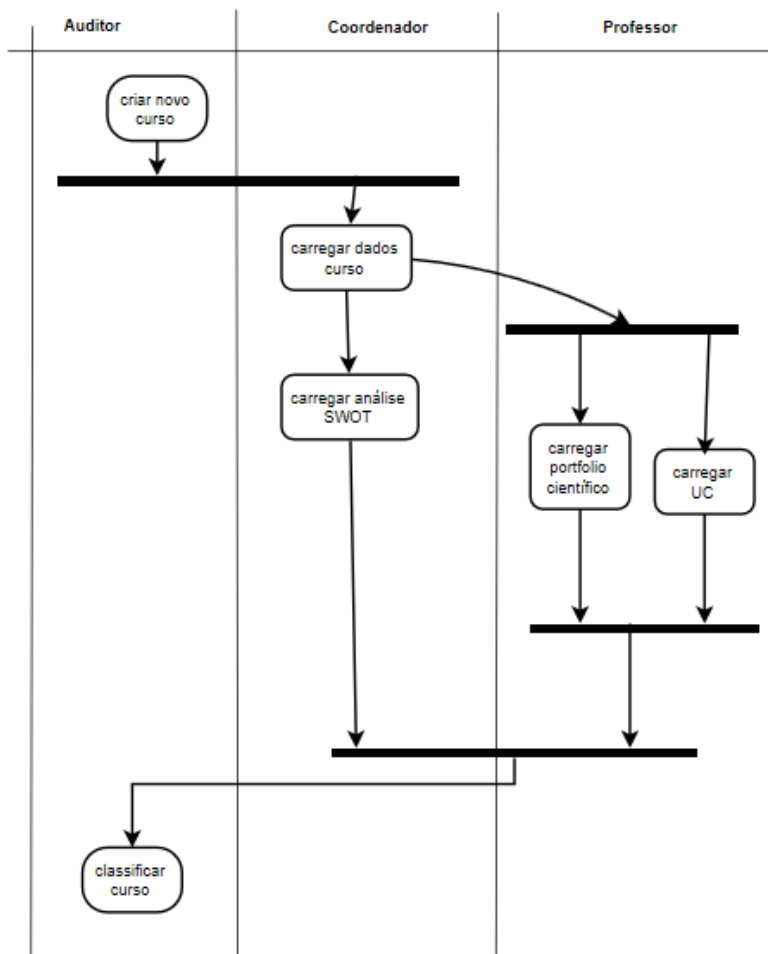 Auditor
Coordenador
Professor
criar novo
curso
carregar dados
curso
carregar análise
SWOT
carregar
portfolio
científico
carregar
UC
classificar
curso